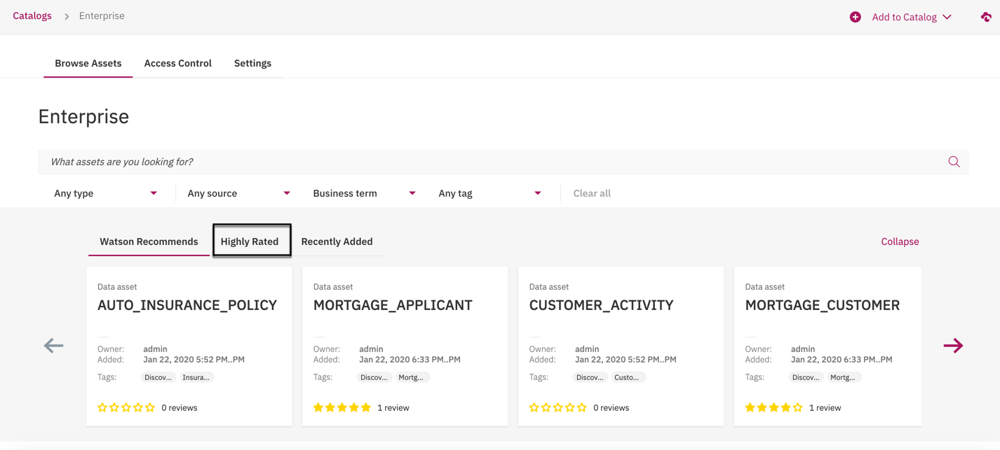 Catalogs > Enterprise
Add to Catalog
Browse Assets Access Control Settings
Enterprise
What assets are you looking for?
Any type Any source Business term Any tag Clear all
Watson Recommends Highly Rated Recently Added Collapse
Data asset
AUTO_INSURANCE_POLICY
Owner: admin
Added: Jan 22, 2020 5:52 PM..PM
Tags: Discov... Insura...
0 reviews
Data asset
MORTGAGE_APPLICANT
Owner: admin
Added: Jan 22, 2020 6:33 PM..PM
Tags: Discov... Mortg...
1 review
Data asset
CUSTOMER_ACTIVITY
Owner: admin
Added: Jan 22, 2020 5:52 PM..PM
Tags: Discov... Custo...
0 reviews
Data asset
MORTGAGE_CUSTOMER
Owner: admin
Added: Jan 22, 2020 6:33 PM..PM
Tags: Discov... Mortg...
1 review